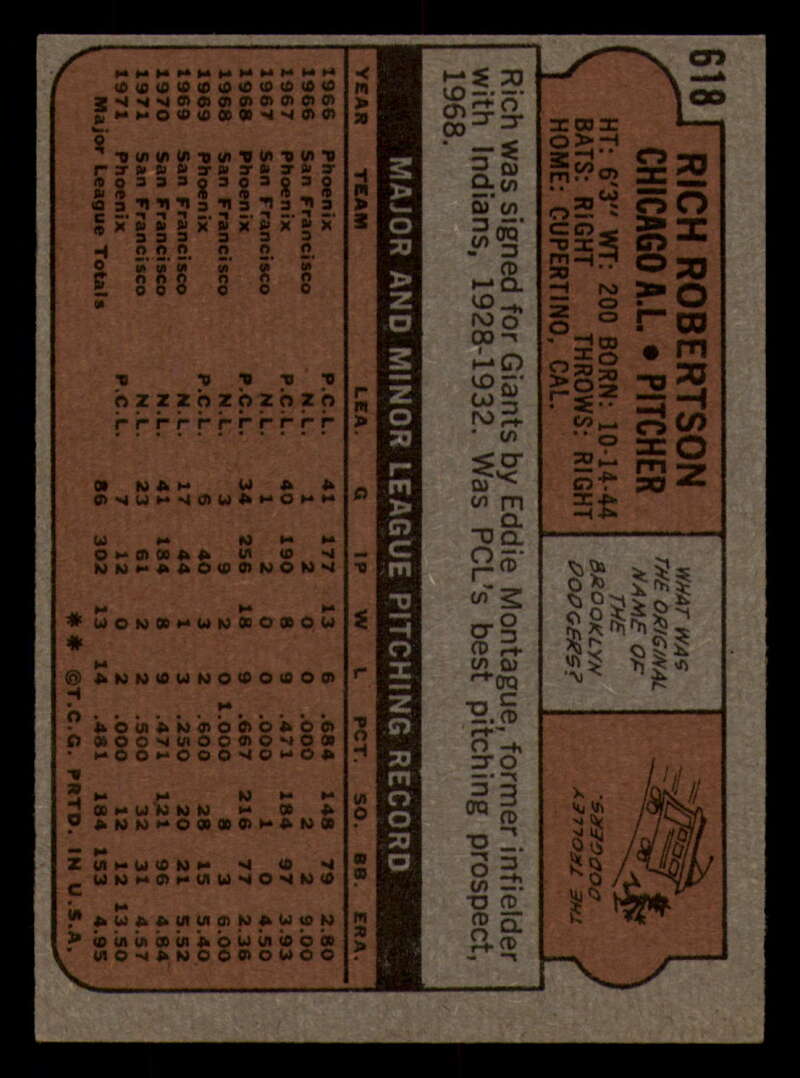 618
RICH ROBERTSON
CHICAGO A.L. • PITCHER
HT: 6'3" WT: 200 BORN: 10-14-44
BATS: RIGHT THROWS: RIGHT
HOME: CUPERTINO, CAL.
WHAT WAS
THE ORIGINAL
NAME OF
THE
BROOKLYN
DODGERS?
THE TROLLEY
DODGERS.
Rich was signed for Giants by Eddie Montague, former infielder
with Indians, 1928-1932. Was PCL's best pitching prospect,
1968.
MAJOR AND MINOR LEAGUE PITCHING RECORD
YEAR TEAM LEA. G IP W L PCT. SO. BB. ERA.
1966 Phoenix P.C.L. 41 177 13 6 .684 148 79 2.80
1966 San Francisco N.L. 1 2 0 0 .000 2 2 9.00
1967 Phoenix P.C.L. 40 190 8 9 .471 184 97 3.93
1967 San Francisco N.L. 1 2 0 0 .000 1 0 4.50
1968 Phoenix P.C.L. 34 256 18 9 .667 216 77 2.36
1968 San Francisco N.L. 3 9 2 0 1.000 8 3 6.00
1969 Phoenix P.C.L. 6 40 3 2 .600 28 15 5.40
1969 San Francisco N.L. 17 44 1 3 .250 20 21 5.52
1970 San Francisco N.L. 41 184 8 9 .471 121 96 4.84
1971 San Francisco N.L. 23 61 2 2 .500 32 31 4.57
1971 Phoenix P.C.L. 7 12 0 2 .000 12 12 13.50
Major League Totals 86 302 13 14 .481 184 153 4.95
** ©T.C.G. PRTD. IN U.S.A.